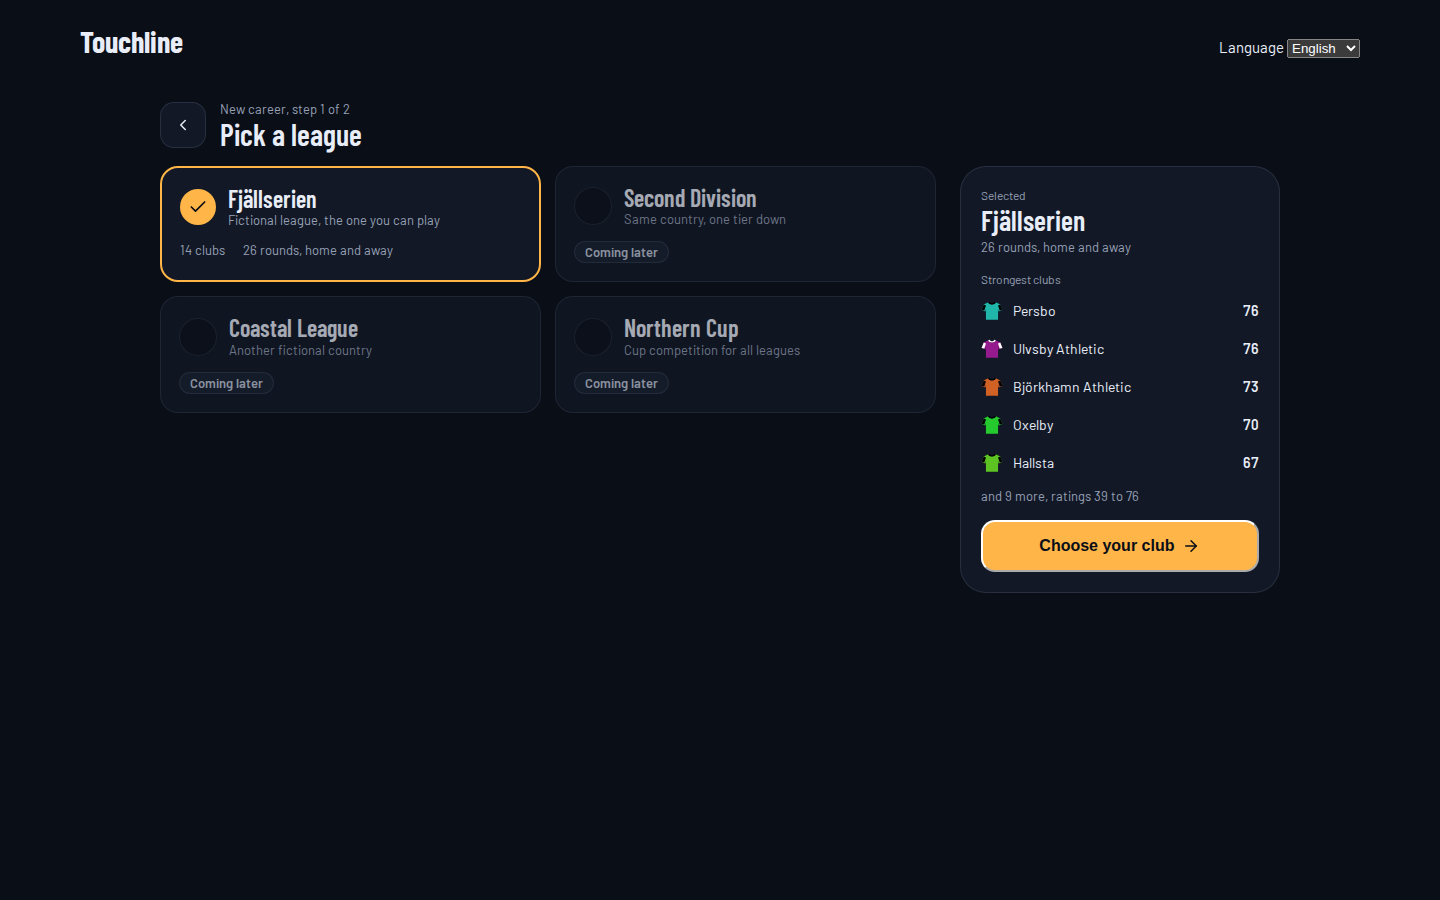 Touchline
Language English
New career, step 1 of 2
Pick a league
Fjällserien
Fictional league, the one you can play
14 clubs 26 rounds, home and away
Second Division
Same country, one tier down
Coming later
Coastal League
Another fictional country
Coming later
Northern Cup
Cup competition for all leagues
Coming later
Selected
Fjällserien
26 rounds, home and away
Strongest clubs
Persbo 76
Ulvsby Athletic 76
Björkhamn Athletic 73
Oxelby 70
Hallsta 67
and 9 more, ratings 39 to 76
Choose your club